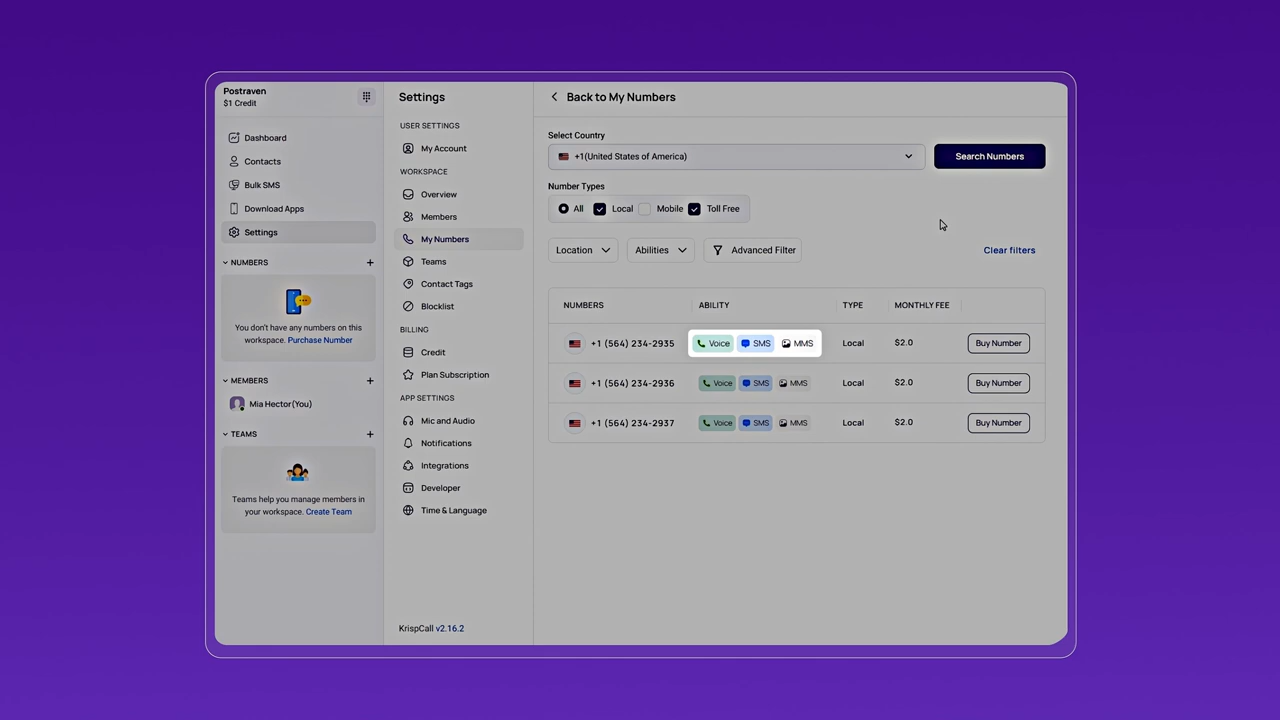 Postraven
$1 Credit
Dashboard
Contacts
Bulk SMS
Download Apps
Settings
NUMBERS
You don't have any numbers on this
workspace. Purchase Number
MEMBERS
Mia Hector(You)
TEAMS
Teams help you manage members in
your workspace. Create Team
Settings
USER SETTINGS
My Account
WORKSPACE
Overview
Members
My Numbers
Teams
Contact Tags
Blocklist
BILLING
Credit
Plan Subscription
APP SETTINGS
Mic and Audio
Notifications
Integrations
Developer
Time & Language
KrispCall v2.16.2
Back to My Numbers
Select Country
+1(United States of America)
Search Numbers
Number Types
All Local Mobile Toll Free
Location Abilities Advanced Filter Clear filters
NUMBERS ABILITY TYPE MONTHLY FEE
+1 (564) 234-2935 Voice SMS MMS Local $2.0 Buy Number
+1 (564) 234-2936 Voice SMS MMS Local $2.0 Buy Number
+1 (564) 234-2937 Voice SMS MMS Local $2.0 Buy Number